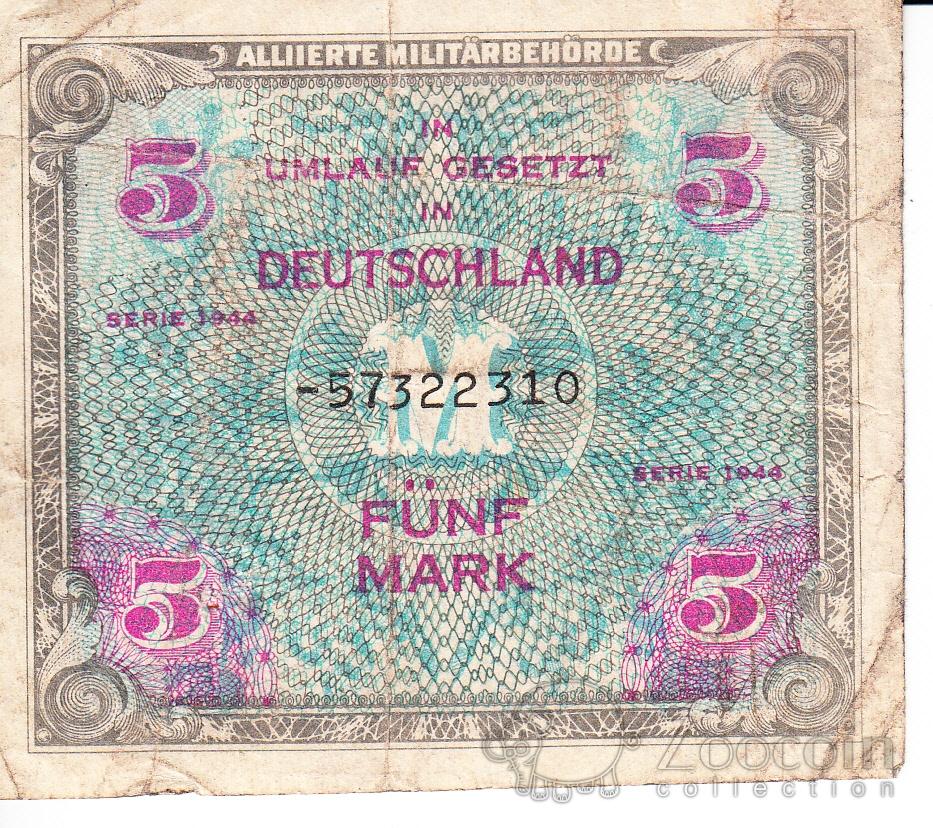 ALLIIERTE MILITÄRBEHÖRDE
5 5
IN
UMLAUF GESETZT
IN
DEUTSCHLAND
SERIE 1944
M
-57322310
SERIE 1944
FÜNF
MARK
5 5
Zoocoin
collection